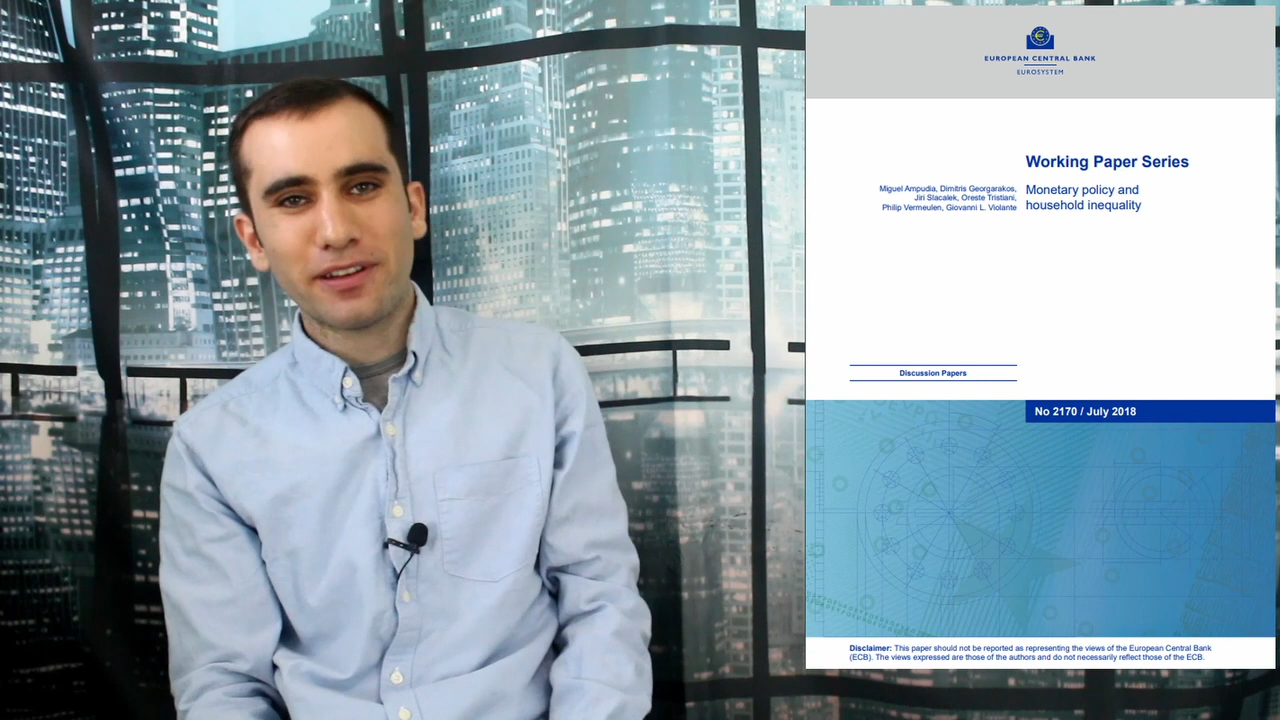 EUROPEAN CENTRAL BANK
EUROSYSTEM
Working Paper Series
Miguel Ampudia, Dimitris Georgarakos,
Jiri Slacalek, Oreste Tristiani,
Philip Vermeulen, Giovanni L. Violante
Monetary policy and
household inequality
Discussion Papers
No 2170 / July 2018
Disclaimer: This paper should not be reported as representing the views of the European Central Bank
(ECB). The views expressed are those of the authors and do not necessarily reflect those of the ECB.